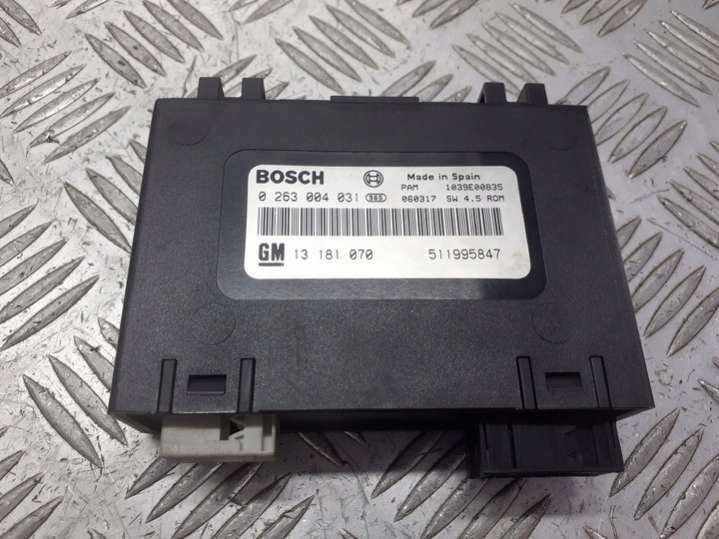 BOSCH Made in Spain
PAM 1039E00835
0 263 004 031 985 060317 SW 4.5 ROM
GM 13 181 070 511995847
A